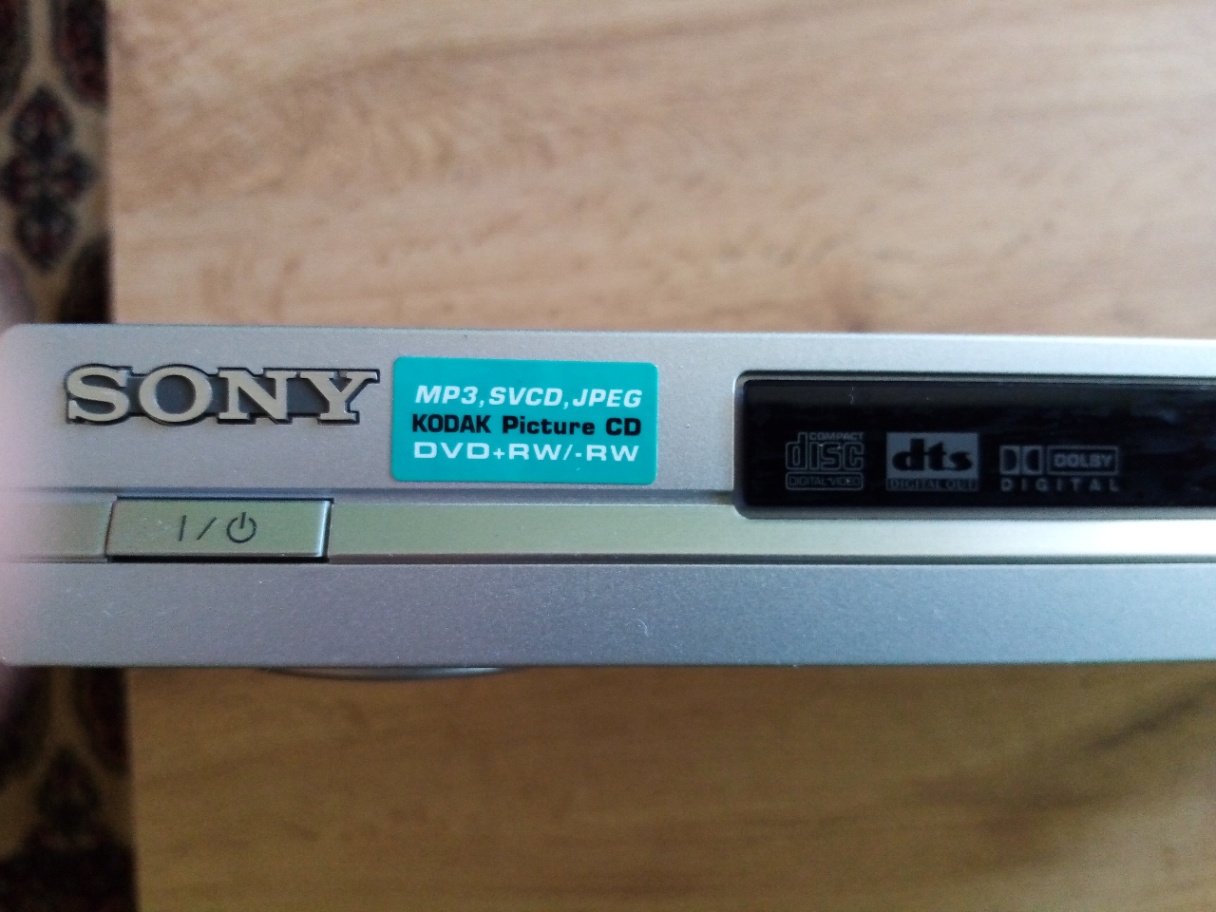 SONY
MP3, SVCD, JPEG
KODAK Picture CD
DVD+RW/-RW
I/⏻
COMPACT
disc
DIGITAL VIDEO
dts
DIGITAL OUT
DOLBY
DIGITAL